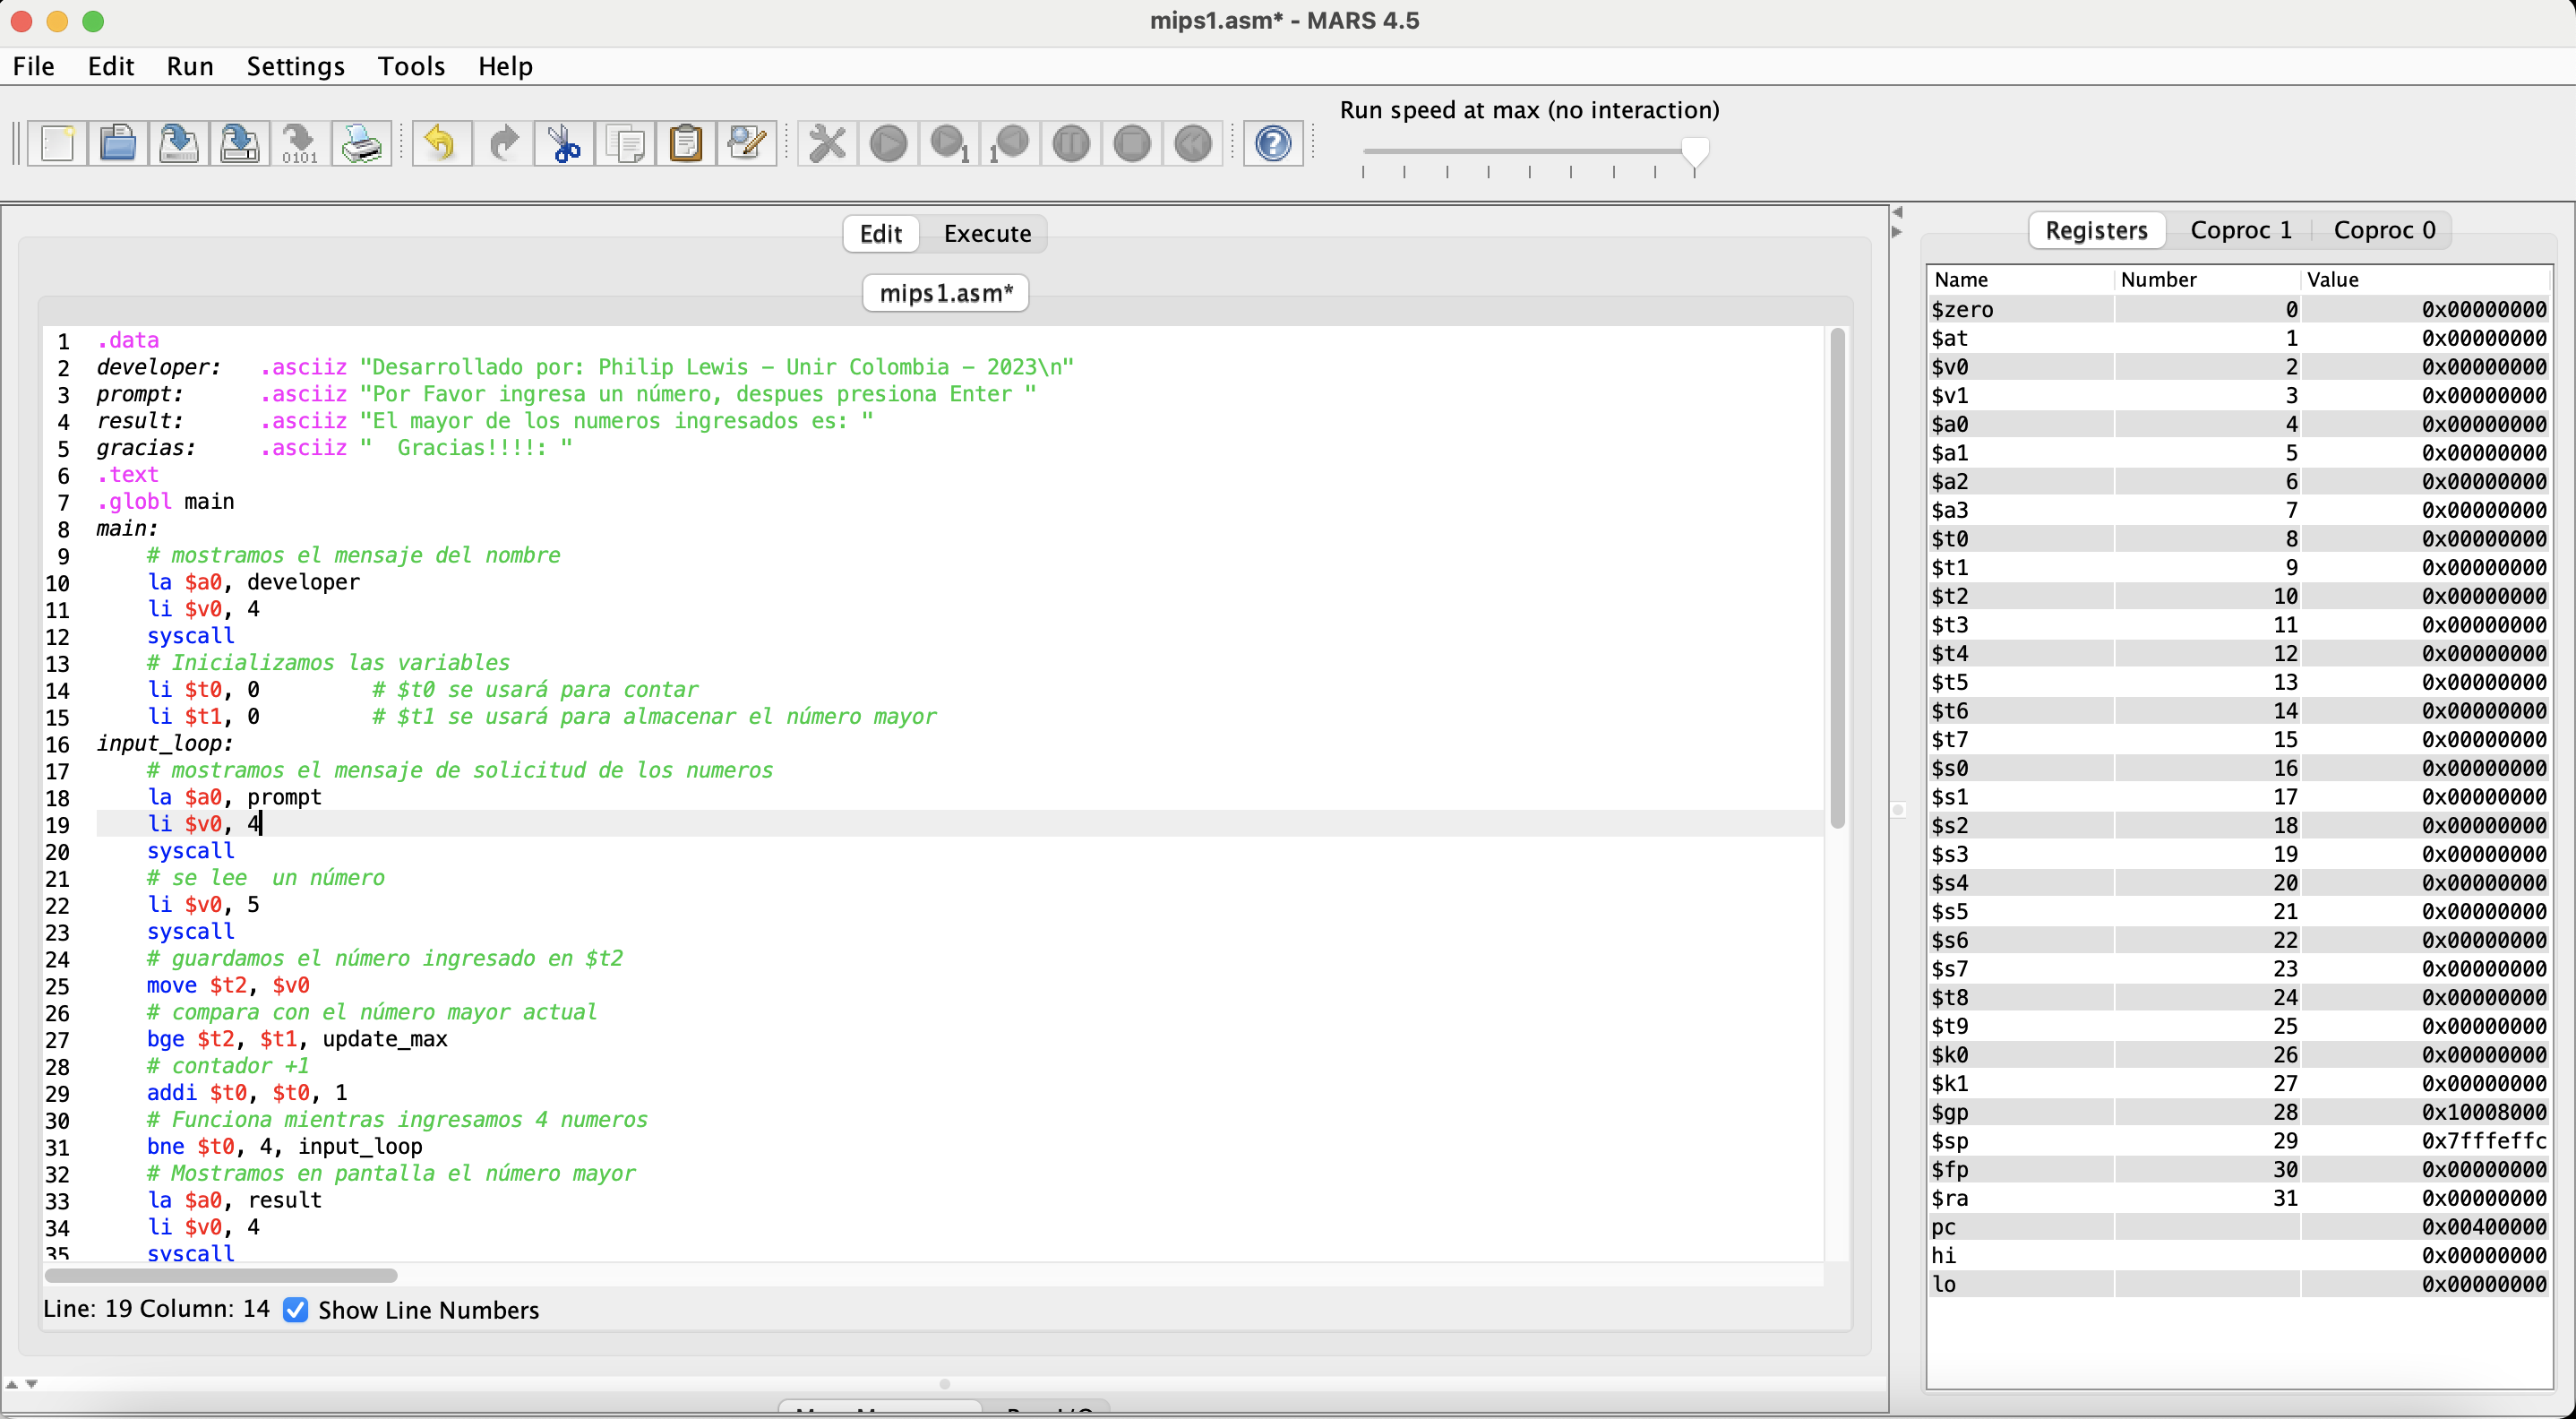 mips1.asm* - MARS 4.5
File Edit Run Settings Tools Help
Run speed at max (no interaction)
Edit Execute
mips1.asm*
1 .data
2 developer: .asciiz "Desarrollado por: Philip Lewis – Unir Colombia – 2023\n"
3 prompt: .asciiz "Por Favor ingresa un número, despues presiona Enter "
4 result: .asciiz "El mayor de los numeros ingresados es: "
5 gracias: .asciiz "  Gracias!!!!: "
6 .text
7 .globl main
8 main:
9 # mostramos el mensaje del nombre
10 la $a0, developer
11 li $v0, 4
12 syscall
13 # Inicializamos las variables
14 li $t0, 0 # $t0 se usará para contar
15 li $t1, 0 # $t1 se usará para almacenar el número mayor
16 input_loop:
17 # mostramos el mensaje de solicitud de los numeros
18 la $a0, prompt
19 li $v0, 4
20 syscall
21 # se lee  un número
22 li $v0, 5
23 syscall
24 # guardamos el número ingresado en $t2
25 move $t2, $v0
26 # compara con el número mayor actual
27 bge $t2, $t1, update_max
28 # contador +1
29 addi $t0, $t0, 1
30 # Funciona mientras ingresamos 4 numeros
31 bne $t0, 4, input_loop
32 # Mostramos en pantalla el número mayor
33 la $a0, result
34 li $v0, 4
35 syscall
Line: 19 Column: 14 Show Line Numbers
Registers Coproc 1 Coproc 0
Name Number Value
$zero 0 0x00000000
$at 1 0x00000000
$v0 2 0x00000000
$v1 3 0x00000000
$a0 4 0x00000000
$a1 5 0x00000000
$a2 6 0x00000000
$a3 7 0x00000000
$t0 8 0x00000000
$t1 9 0x00000000
$t2 10 0x00000000
$t3 11 0x00000000
$t4 12 0x00000000
$t5 13 0x00000000
$t6 14 0x00000000
$t7 15 0x00000000
$s0 16 0x00000000
$s1 17 0x00000000
$s2 18 0x00000000
$s3 19 0x00000000
$s4 20 0x00000000
$s5 21 0x00000000
$s6 22 0x00000000
$s7 23 0x00000000
$t8 24 0x00000000
$t9 25 0x00000000
$k0 26 0x00000000
$k1 27 0x00000000
$gp 28 0x10008000
$sp 29 0x7fffeffc
$fp 30 0x00000000
$ra 31 0x00000000
pc 0x00400000
hi 0x00000000
lo 0x00000000